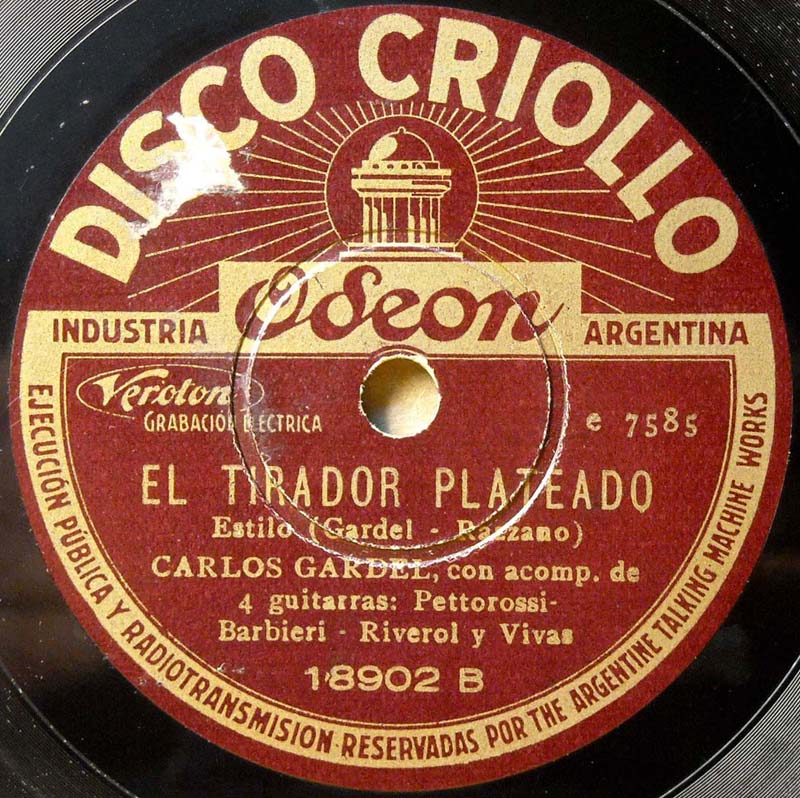 DISCO CRIOLLO
Odeon
INDUSTRIA ARGENTINA
Veroton
GRABACIÓN ELECTRICA
e 7585
EL TIRADOR PLATEADO
Estilo (Gardel - Razzano)
CARLOS GARDEL, con acomp. de
4 guitarras: Pettorossi-
Barbieri - Riverol y Vivas
18902 B
EJECUCIÓN PÚBLICA Y RADIOTRANSMISION RESERVADAS POR THE ARGENTINE TALKING MACHINE WORKS